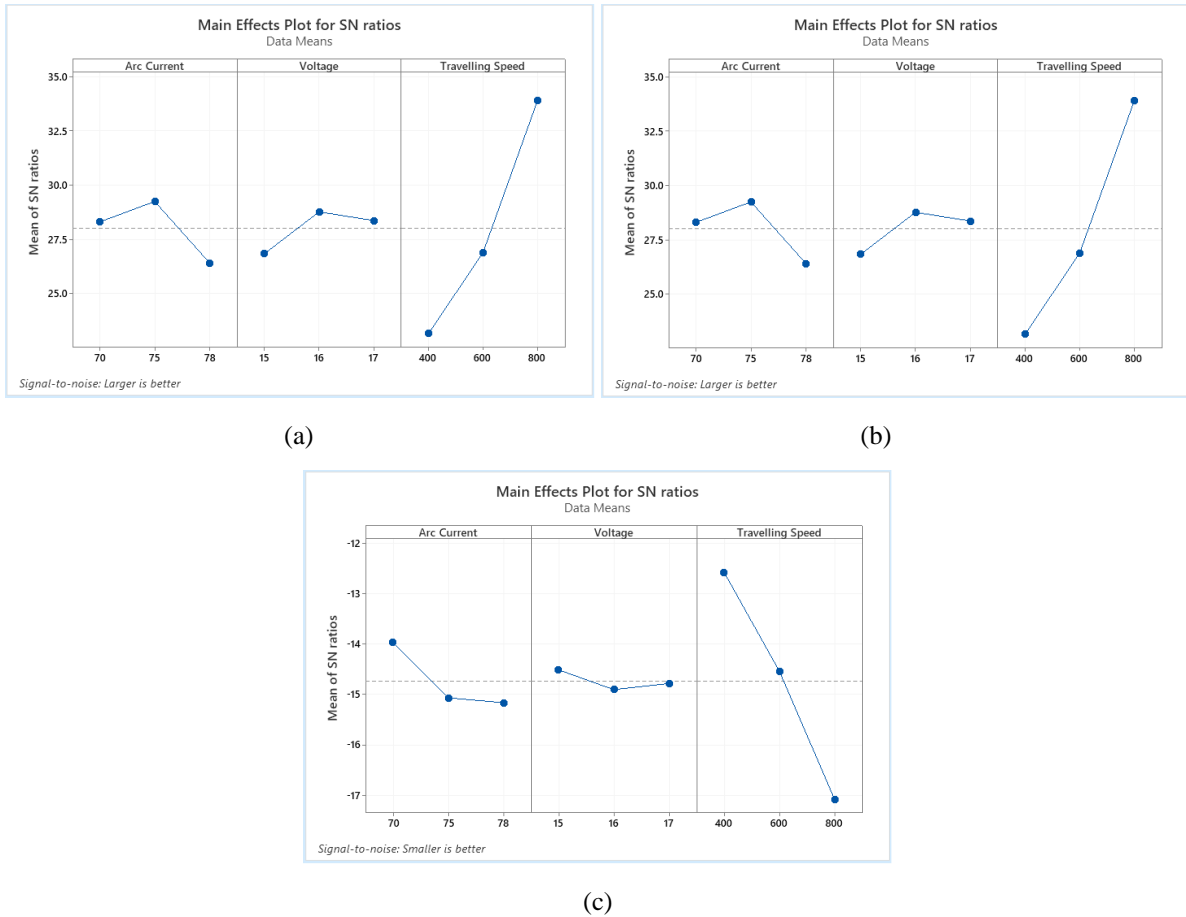 Main Effects Plot for SN ratios
Data Means
Arc Current Voltage Travelling Speed
Mean of SN ratios
35.0
32.5
30.0
27.5
25.0
70 75 78 15 16 17 400 600 800
Signal-to-noise: Larger is better
(a)
Main Effects Plot for SN ratios
Data Means
Arc Current Voltage Travelling Speed
Mean of SN ratios
35.0
32.5
30.0
27.5
25.0
70 75 78 15 16 17 400 600 800
Signal-to-noise: Larger is better
(b)
Main Effects Plot for SN ratios
Data Means
Arc Current Voltage Travelling Speed
Mean of SN ratios
-12
-13
-14
-15
-16
-17
70 75 78 15 16 17 400 600 800
Signal-to-noise: Smaller is better
(c)